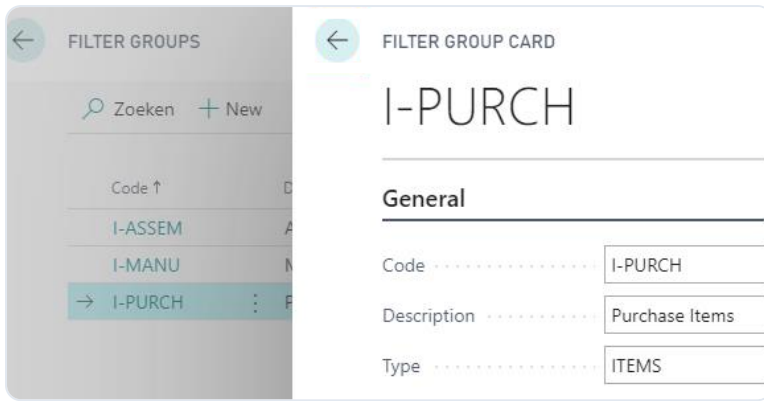 FILTER GROUPS
Zoeken + New
Code ↑ D
I-ASSEM A
I-MANU M
→ I-PURCH ⋮ P
FILTER GROUP CARD
I-PURCH
General
Code I-PURCH
Description Purchase Items
Type ITEMS